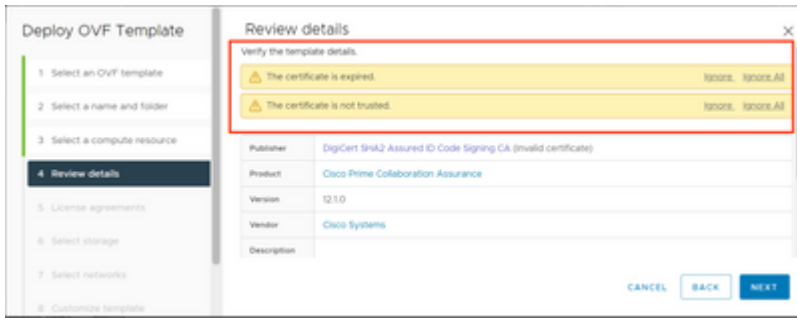 Deploy OVF Template
1 Select an OVF template
2 Select a name and folder
3 Select a compute resource
4 Review details
5 License agreements
6 Select storage
7 Select networks
8 Customize template
Review details
Verify the template details.
The certificate is expired. Ignore Ignore All
The certificate is not trusted. Ignore Ignore All
Publisher DigiCert SHA2 Assured ID Code Signing CA (Invalid certificate)
Product Cisco Prime Collaboration Assurance
Version 12.1.0
Vendor Cisco Systems
Description
CANCEL BACK NEXT